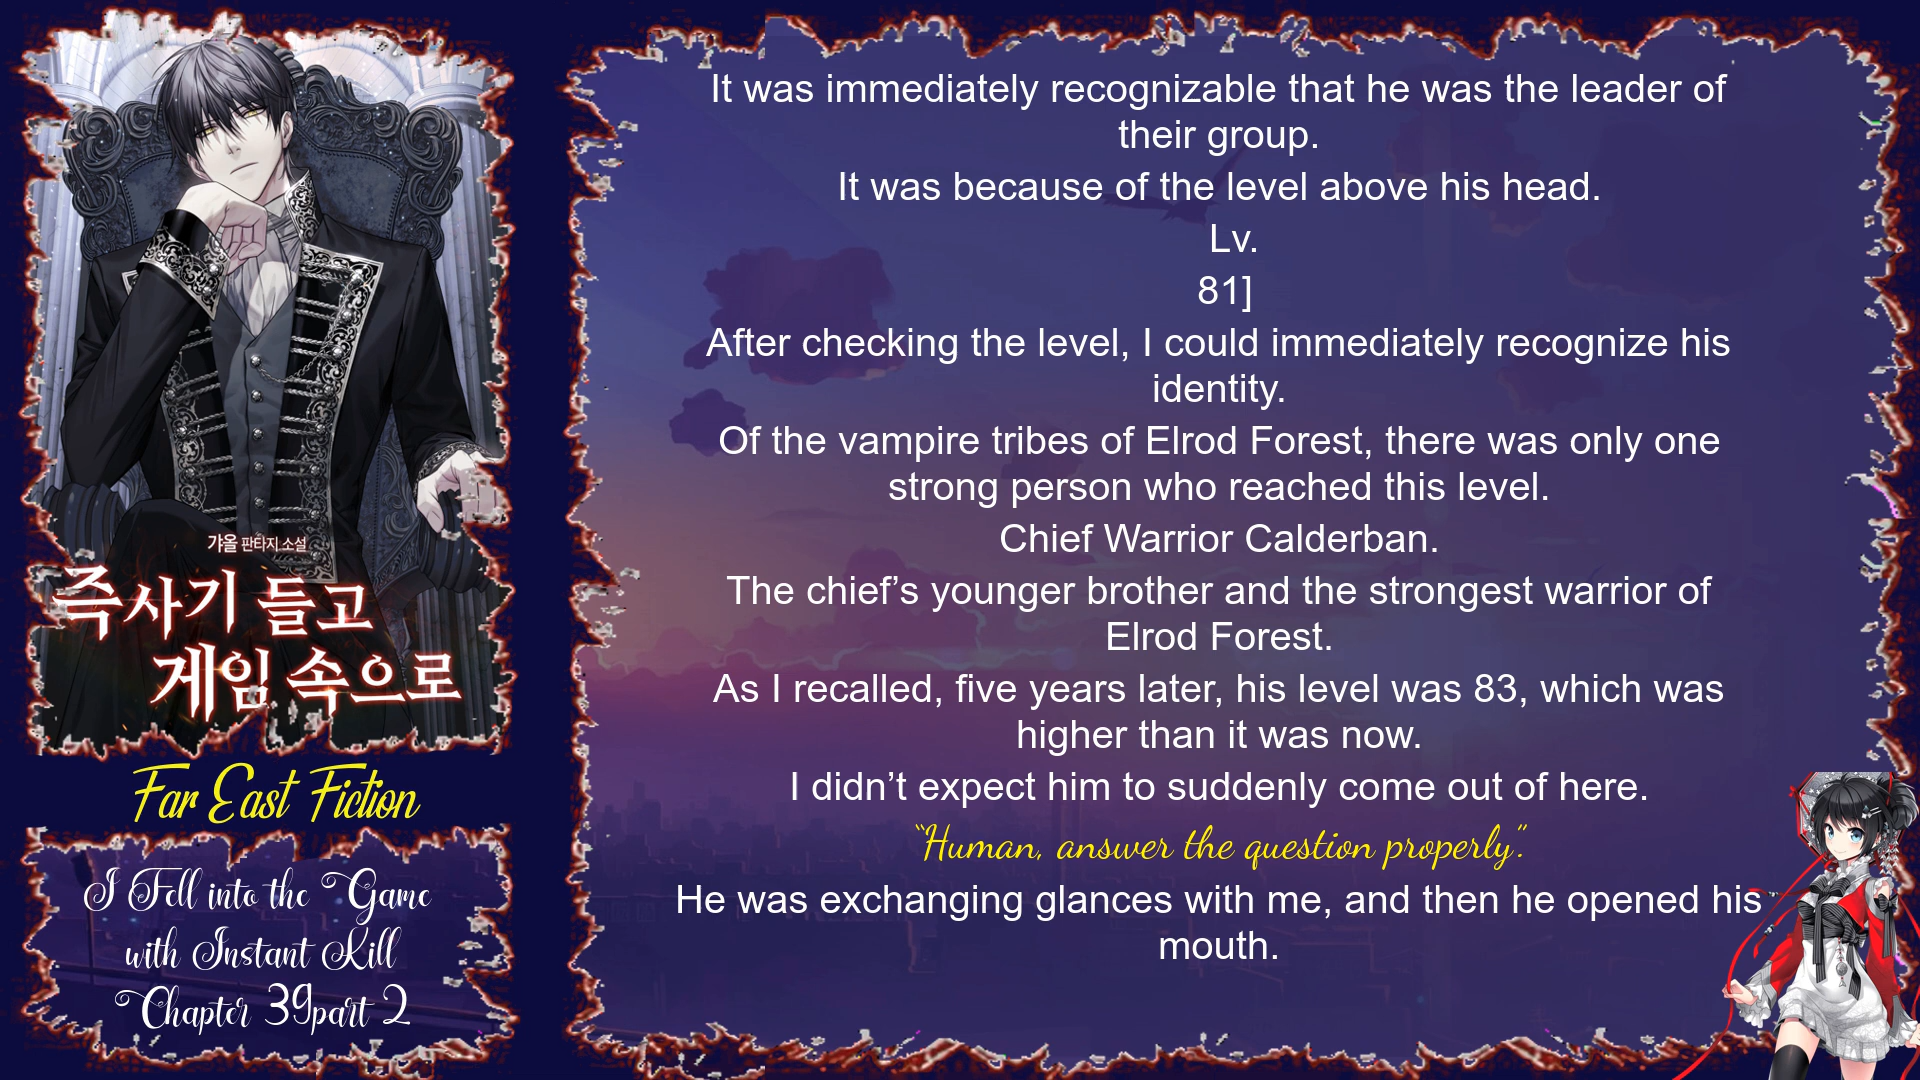 갸올 판타지 소설
즉사기 들고
게임 속으로
Far East Fiction
I Fell into the Game
with Instant Kill
Chapter 39part 2
It was immediately recognizable that he was the leader of
their group.
It was because of the level above his head.
Lv.
81]
After checking the level, I could immediately recognize his
identity.
Of the vampire tribes of Elrod Forest, there was only one
strong person who reached this level.
Chief Warrior Calderban.
The chief’s younger brother and the strongest warrior of
Elrod Forest.
As I recalled, five years later, his level was 83, which was
higher than it was now.
I didn’t expect him to suddenly come out of here.
“Human, answer the question properly”.
He was exchanging glances with me, and then he opened his
mouth.